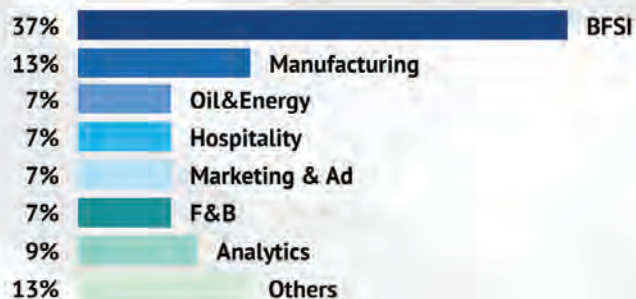 37% BFSI
13% Manufacturing
7% Oil&Energy
7% Hospitality
7% Marketing & Ad
7% F&B
9% Analytics
13% Others